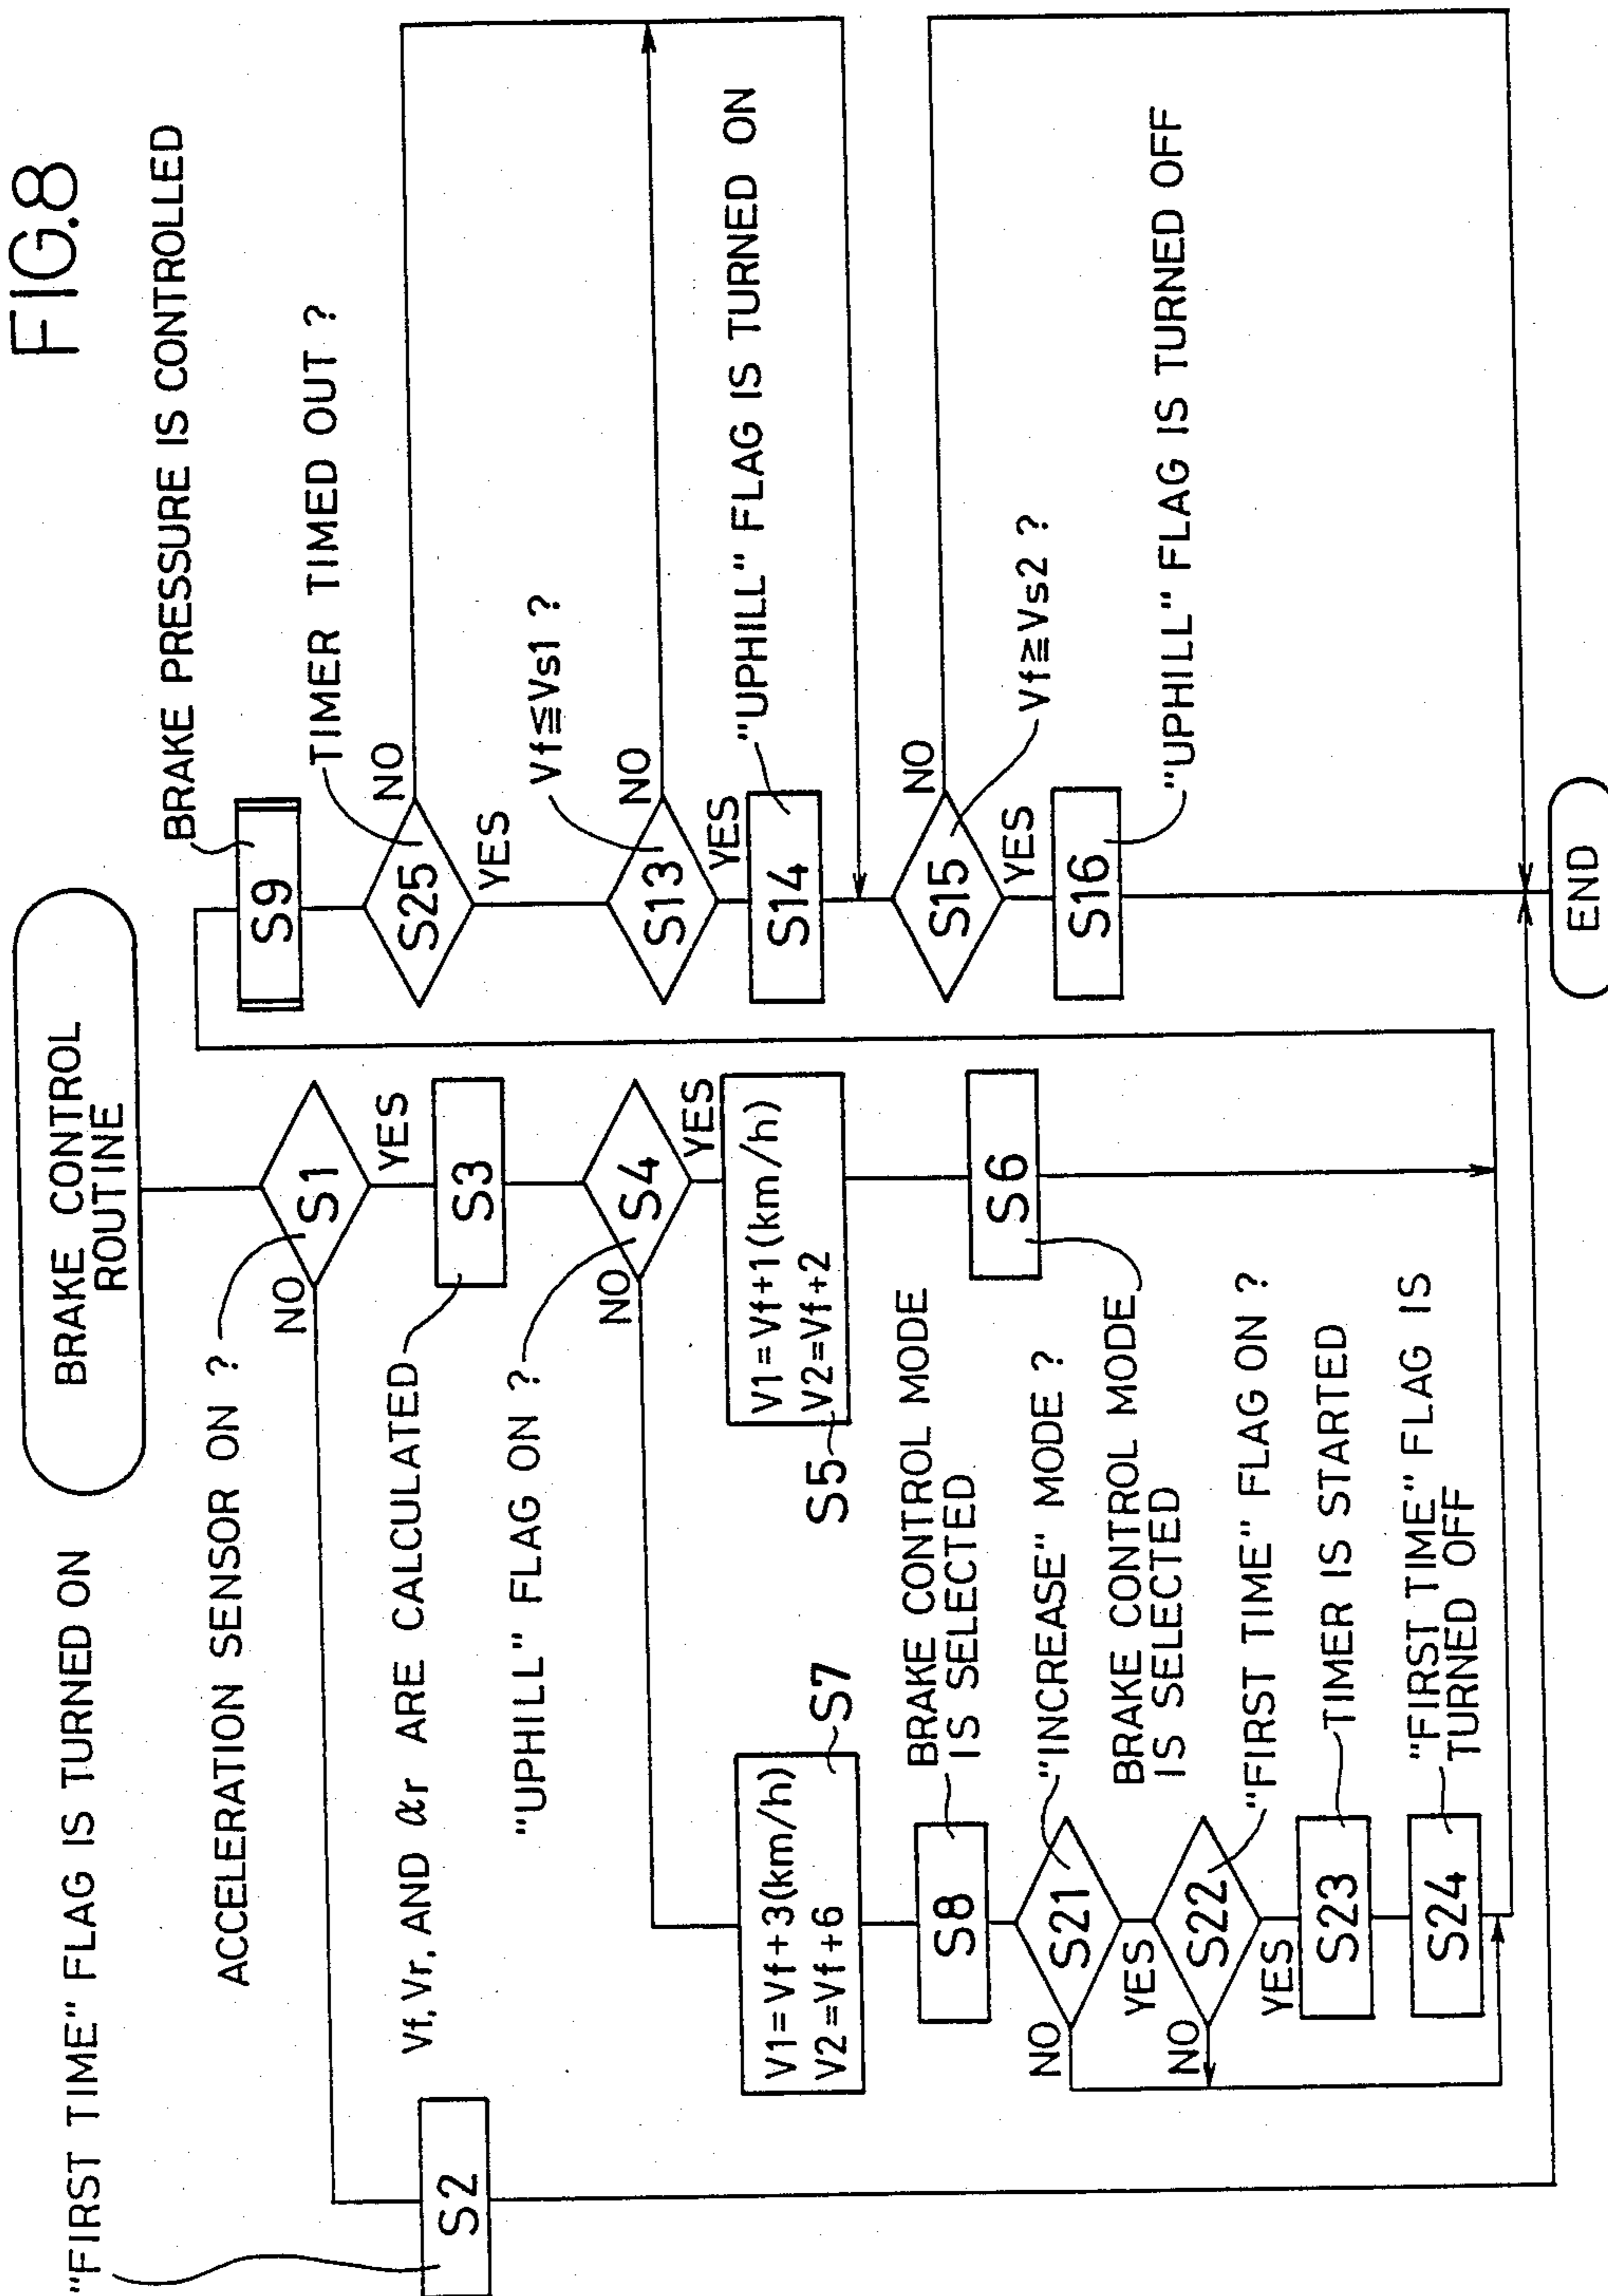 FIG.8
BRAKE CONTROL
ROUTINE
"FIRST TIME" FLAG IS TURNED ON
ACCELERATION SENSOR ON ?
S1
NO
YES
S2
Vf, Vr, AND αr ARE CALCULATED
S3
"UPHILL" FLAG ON ?
S4
NO
YES
V1=Vf+3(km/h)
V2=Vf+6
S7
V1=Vf+1(km/h)
V2=Vf+2
S5
BRAKE CONTROL MODE
IS SELECTED
S8
S6
"INCREASE" MODE ?
S21
NO
YES
BRAKE CONTROL MODE
IS SELECTED
"FIRST TIME" FLAG ON ?
S22
NO
YES
TIMER IS STARTED
S23
"FIRST TIME" FLAG IS
TURNED OFF
S24
BRAKE PRESSURE IS CONTROLLED
S9
TIMER TIMED OUT ?
S25
NO
YES
Vf≦Vs1 ?
S13
NO
YES
"UPHILL" FLAG IS TURNED ON
S14
Vf≧Vs2 ?
S15
NO
YES
"UPHILL" FLAG IS TURNED OFF
S16
END